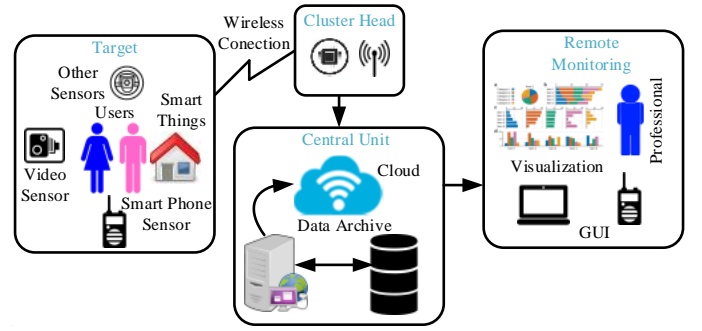 Target
Other
Sensors
Users
Smart
Things
Video
Sensor
Smart Phone
Sensor
Wireless
Conection
Cluster Head
Central Unit
Cloud
Data Archive
Remote
Monitoring
Professional
Visualization
GUI